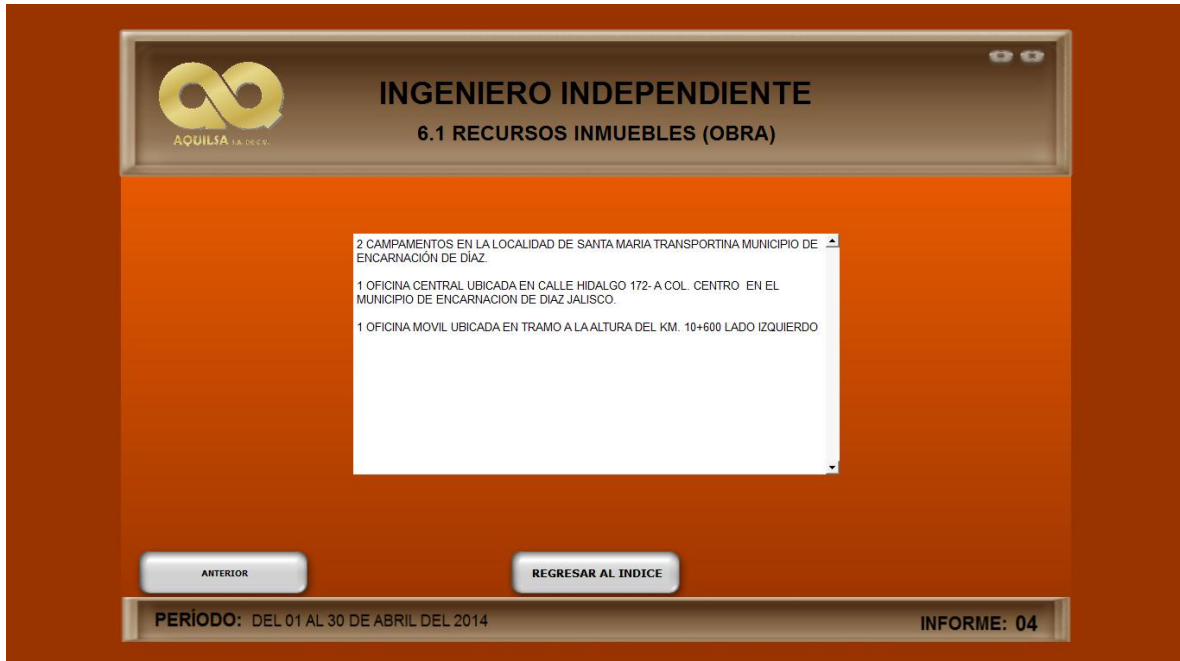 INGENIERO INDEPENDIENTE
6.1 RECURSOS INMUEBLES (OBRA)
AQUILSA S.A. DE C.V.
2 CAMPAMENTOS EN LA LOCALIDAD DE SANTA MARIA TRANSPORTINA MUNICIPIO DE
ENCARNACIÓN DE DÍAZ.
1 OFICINA CENTRAL UBICADA EN CALLE HIDALGO 172- A COL. CENTRO EN EL
MUNICIPIO DE ENCARNACION DE DIAZ JALISCO.
1 OFICINA MOVIL UBICADA EN TRAMO A LA ALTURA DEL KM. 10+600 LADO IZQUIERDO
ANTERIOR
REGRESAR AL INDICE
PERÍODO: DEL 01 AL 30 DE ABRIL DEL 2014
INFORME: 04